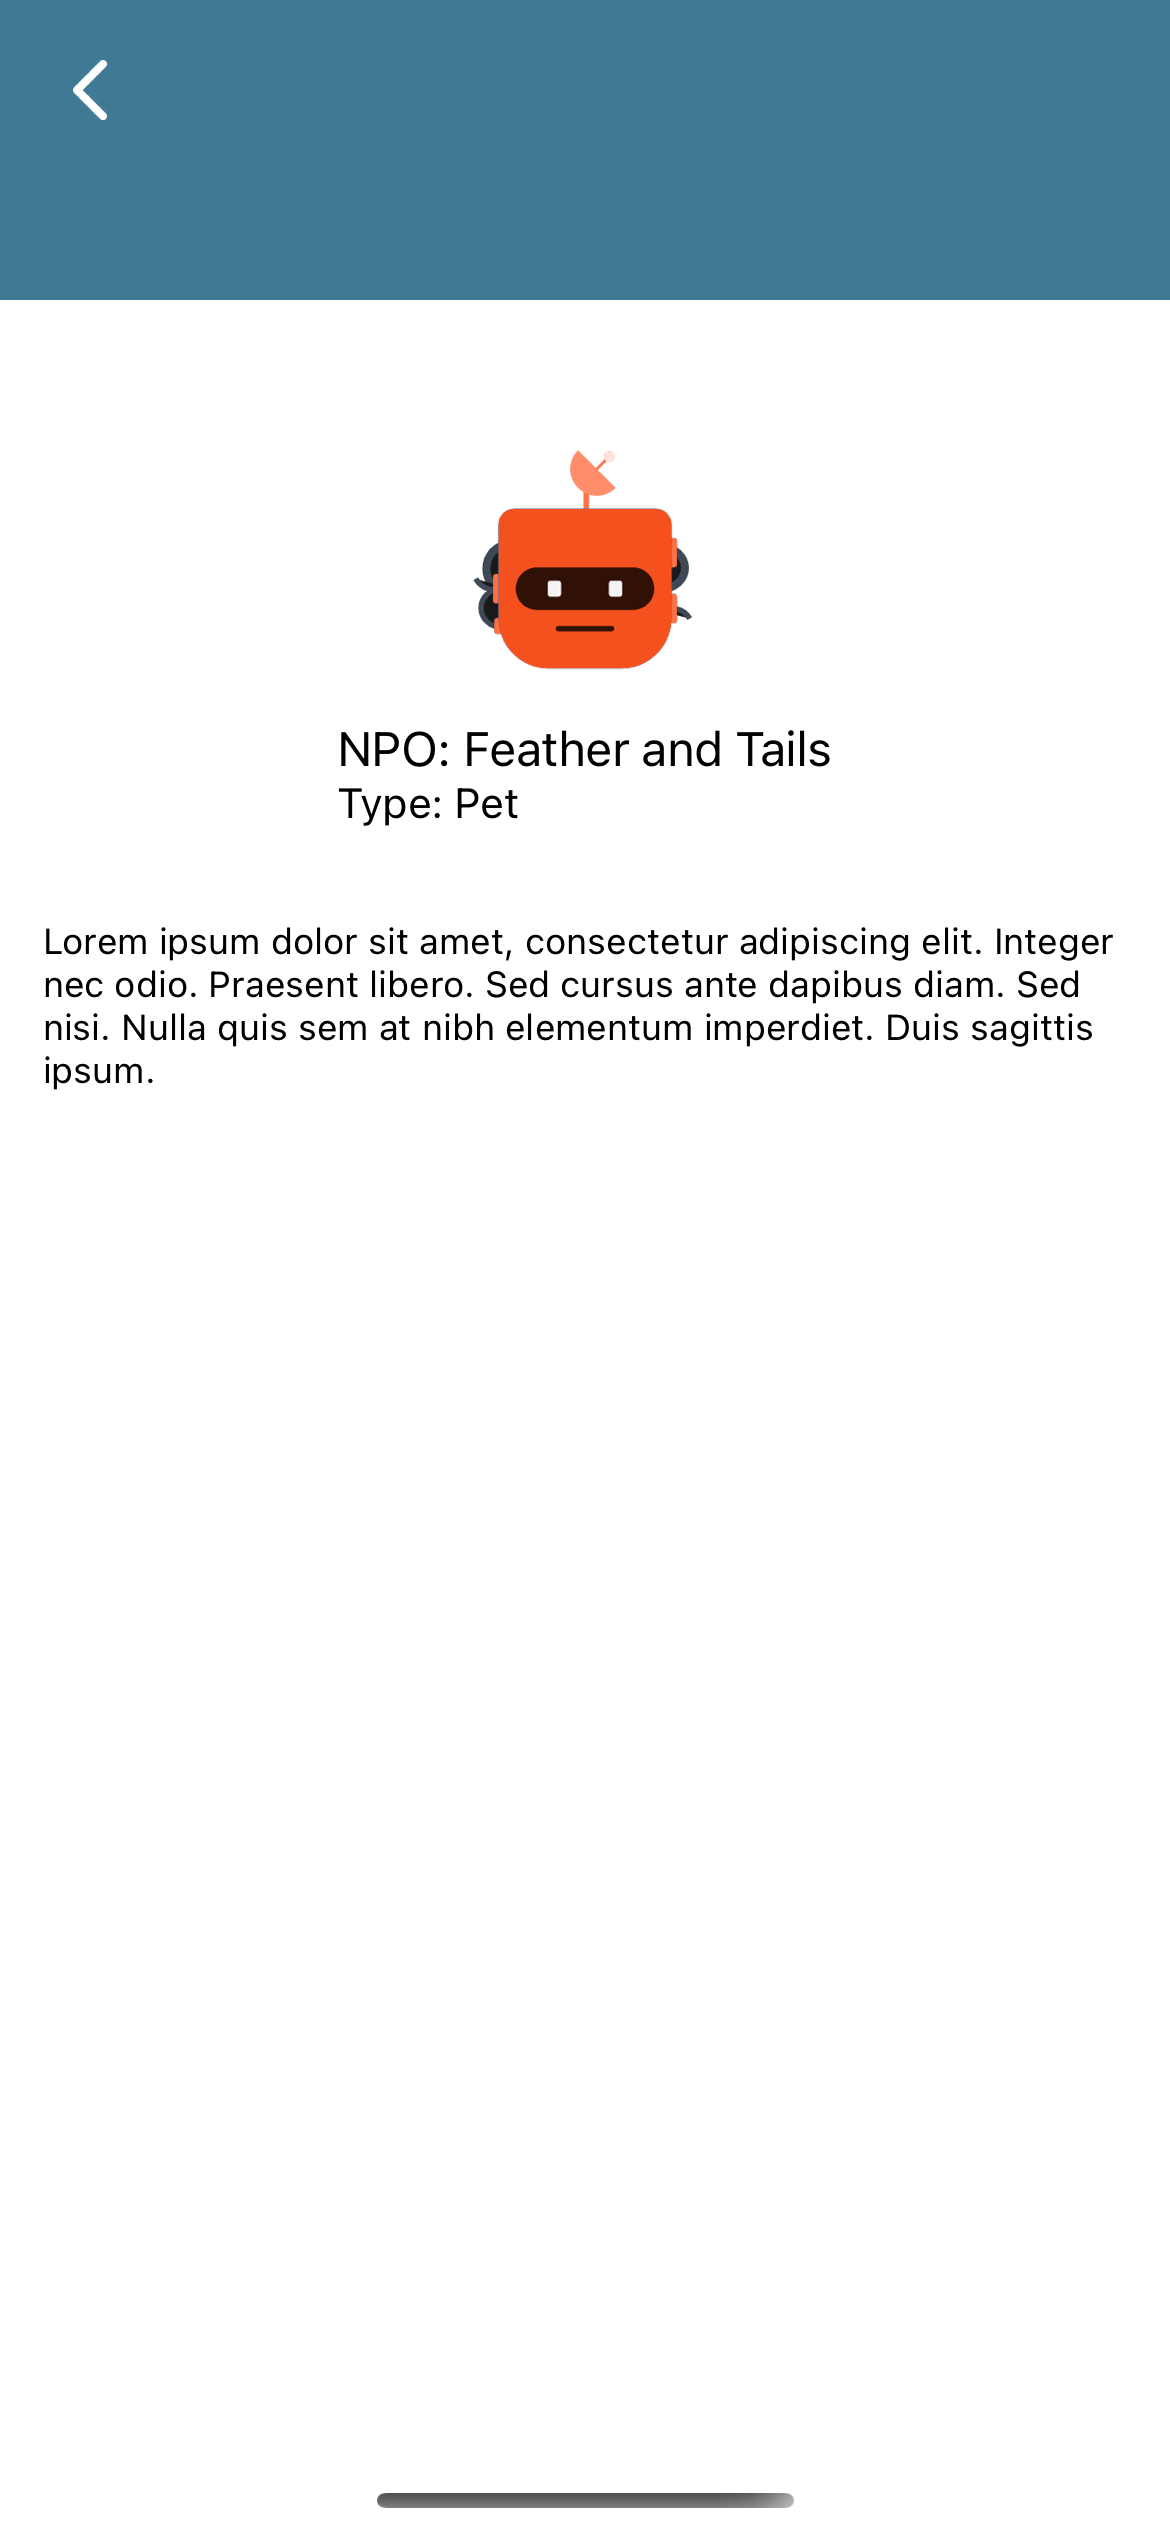 NPO: Feather and Tails
Type: Pet
Lorem ipsum dolor sit amet, consectetur adipiscing elit. Integer
nec odio. Praesent libero. Sed cursus ante dapibus diam. Sed
nisi. Nulla quis sem at nibh elementum imperdiet. Duis sagittis
ipsum.